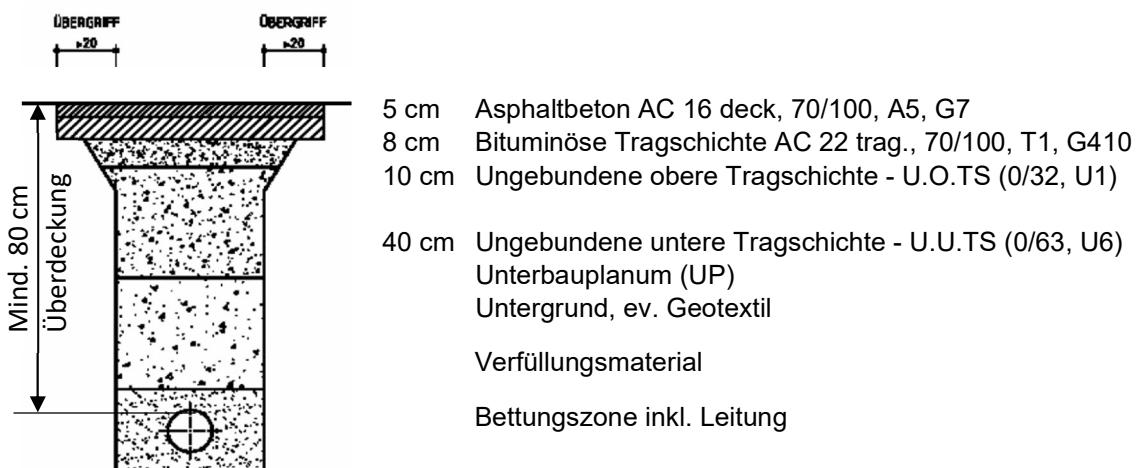 ÜBERGRIFF ÜBERGRIFF
≥20 ≥20
5 cm Asphaltbeton AC 16 deck, 70/100, A5, G7
8 cm Bituminöse Tragschichte AC 22 trag., 70/100, T1, G410
10 cm Ungebundene obere Tragschichte - U.O.TS (0/32, U1)
40 cm Ungebundene untere Tragschichte - U.U.TS (0/63, U6)
Unterbauplanum (UP)
Untergrund, ev. Geotextil
Verfüllungsmaterial
Bettungszone inkl. Leitung
Mind. 80 cm
Überdeckung